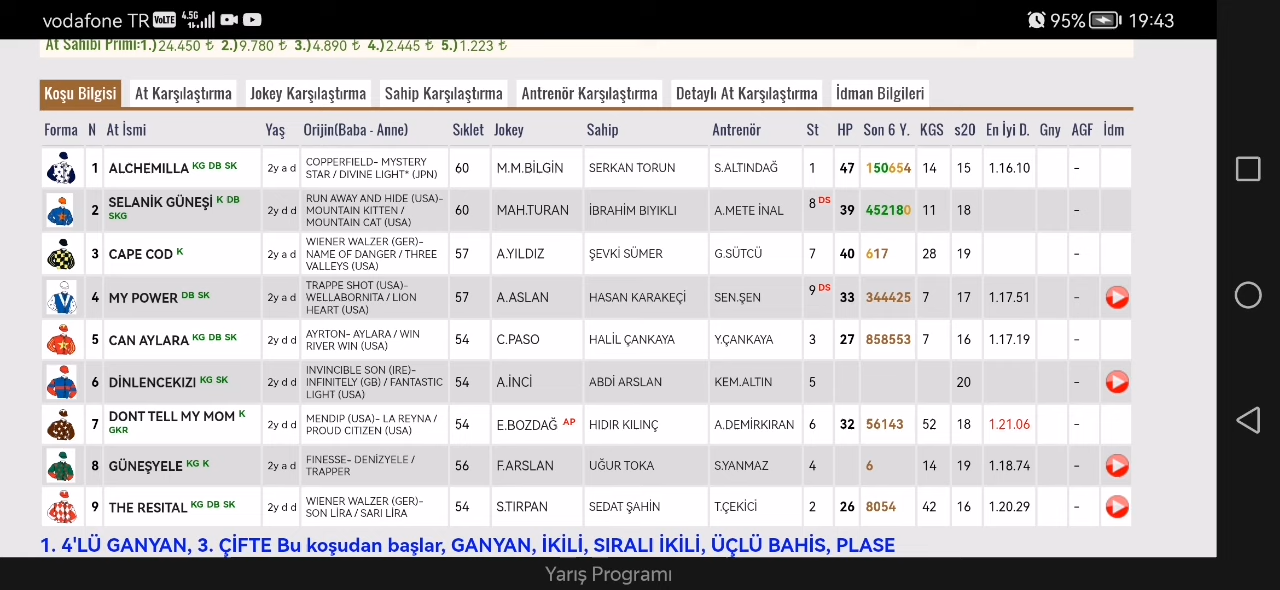 vodafone TR VoLTE 4.5G 95% 19:43
At Sahibi Primi:1.)24.450 ₺ 2.)9.780 ₺ 3.)4.890 ₺ 4.)2.445 ₺ 5.)1.223 ₺
Koşu Bilgisi At Karşılaştırma Jokey Karşılaştırma Sahip Karşılaştırma Antrenör Karşılaştırma Detaylı At Karşılaştırma İdman Bilgileri
Forma N At İsmi Yaş Orijin(Baba - Anne) Sıklet Jokey Sahip Antrenör St HP Son 6 Y. KGS s20 En İyi D. Gny AGF İdm
1 ALCHEMILLA KG DB SK 2y a d COPPERFIELD- MYSTERY STAR / DIVINE LIGHT* (JPN) 60 M.M.BİLGİN SERKAN TORUN S.ALTINDAĞ 1 47 150654 14 15 1.16.10 -
2 SELANİK GÜNEŞİ K DB SKG 2y d d RUN AWAY AND HIDE (USA)- MOUNTAIN KITTEN / MOUNTAIN CAT (USA) 60 MAH.TURAN İBRAHİM BIYIKLI A.METE İNAL 8 DS 39 452180 11 18 -
3 CAPE COD K 2y a d WIENER WALZER (GER)- NAME OF DANGER / THREE VALLEYS (USA) 57 A.YILDIZ ŞEVKİ SÜMER G.SÜTCÜ 7 40 617 28 19 -
4 MY POWER DB SK 2y a d TRAPPE SHOT (USA)- WELLABORNITA / LION HEART (USA) 57 A.ASLAN HASAN KARAKEÇİ SEN.ŞEN 9 DS 33 344425 7 17 1.17.51 -
5 CAN AYLARA KG DB SK 2y d d AYRTON- AYLARA / WIN RIVER WIN (USA) 54 C.PASO HALİL ÇANKAYA Y.ÇANKAYA 3 27 858553 7 16 1.17.19 -
6 DİNLENCEKIZI KG SK 2y d d INVINCIBLE SON (IRE)- INFINITELY (GB) / FANTASTIC LIGHT (USA) 54 A.İNCİ ABDİ ARSLAN KEM.ALTIN 5 20 -
7 DONT TELL MY MOM K GKR 2y d d MENDIP (USA)- LA REYNA / PROUD CITIZEN (USA) 54 E.BOZDAĞ AP HIDIR KILINÇ A.DEMİRKIRAN 6 32 56143 52 18 1.21.06 -
8 GÜNEŞYELE KG K 2y a d FINESSE- DENİZYELE / TRAPPER 56 F.ARSLAN UĞUR TOKA S.YANMAZ 4 6 14 19 1.18.74 -
9 THE RESITAL KG DB SK 2y d d WIENER WALZER (GER)- SON LİRA / SARI LİRA 54 S.TIRPAN SEDAT ŞAHİN T.ÇEKİCİ 2 26 8054 42 16 1.20.29 -
1. 4'LÜ GANYAN, 3. ÇİFTE Bu koşudan başlar, GANYAN, İKİLİ, SIRALI İKİLİ, ÜÇLÜ BAHİS, PLASE
Yarış Programı